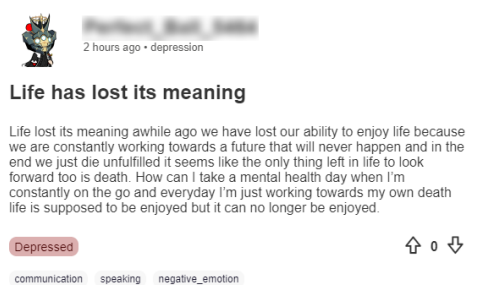 2 hours ago • depression
Life has lost its meaning
Life lost its meaning awhile ago we have lost our ability to enjoy life because
we are constantly working towards a future that will never happen and in the
end we just die unfulfilled it seems like the only thing left in life to look
forward too is death. How can I take a mental health day when I'm
constantly on the go and everyday I'm just working towards my own death
life is supposed to be enjoyed but it can no longer be enjoyed.
Depressed
0
communication speaking negative_emotion